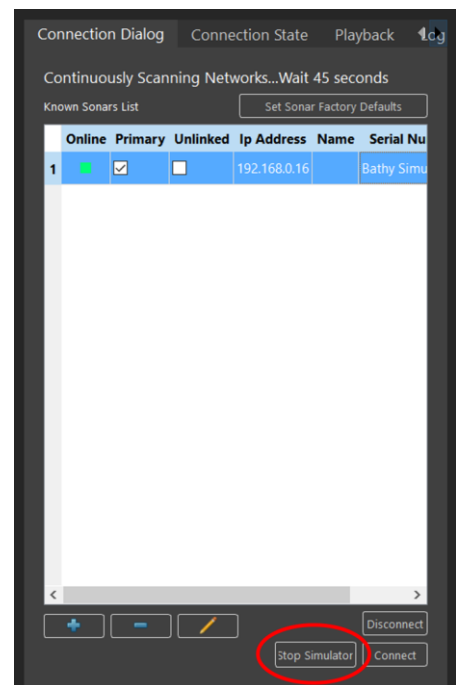 Connection Dialog Connection State Playback
Continuously Scanning Networks...Wait 45 seconds
Known Sonars List Set Sonar Factory Defaults
Online Primary Unlinked Ip Address Name Serial Nu
1 192.168.0.16 Bathy Simu
Disconnect
Stop Simulator Connect